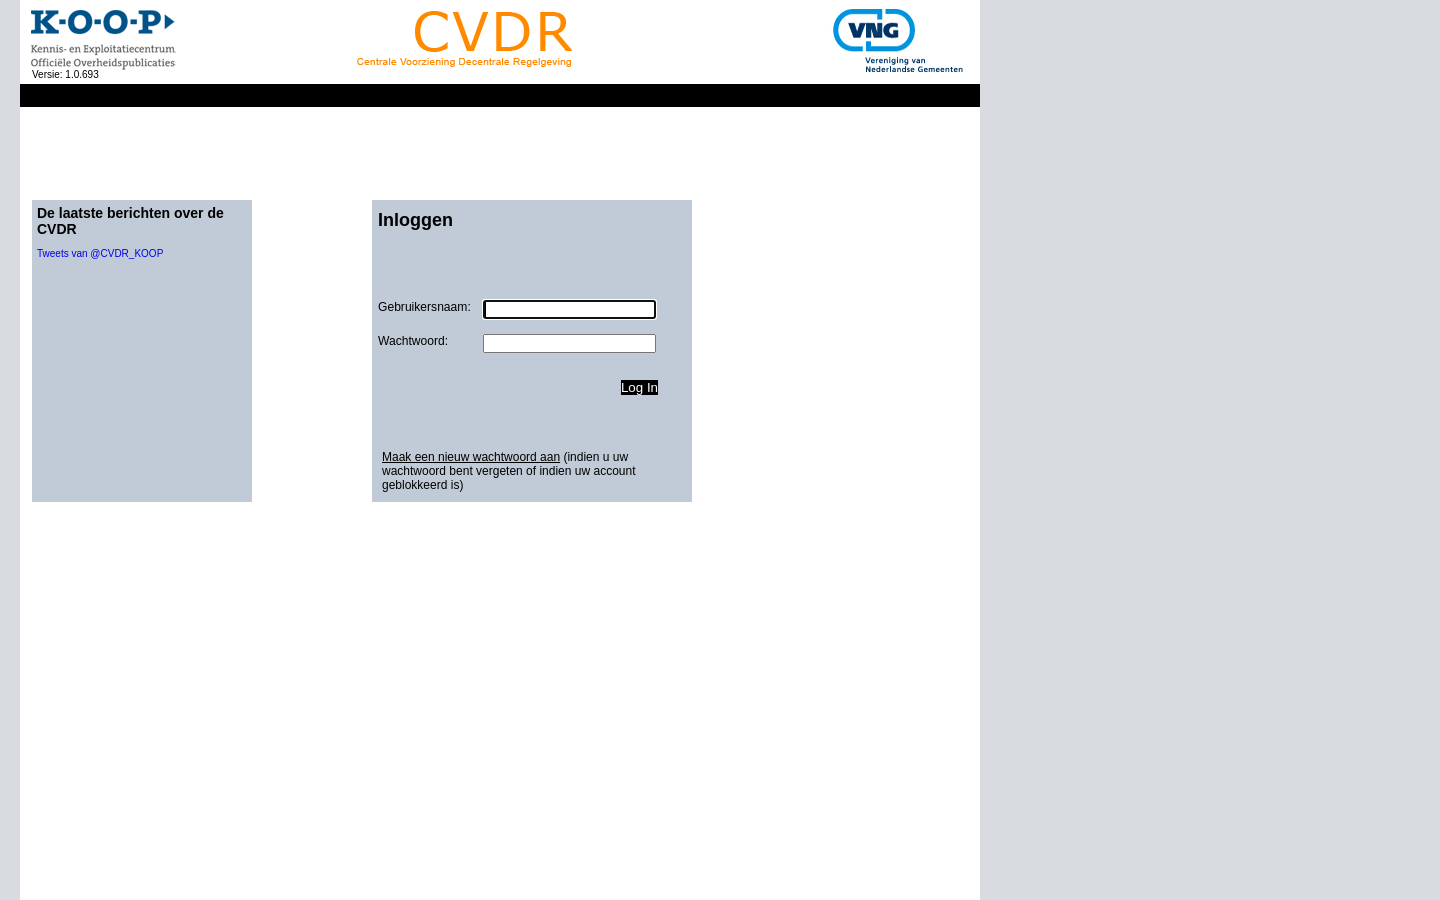 K-O-O-P
Kennis- en Exploitatiecentrum
Officiële Overheidspublicaties
Versie: 1.0.693
CVDR
Centrale Voorziening Decentrale Regelgeving
VNG
Vereniging van
Nederlandse Gemeenten
De laatste berichten over de
CVDR
Tweets van @CVDR_KOOP
Inloggen
Gebruikersnaam:
Wachtwoord:
Log In
Maak een nieuw wachtwoord aan (indien u uw
wachtwoord bent vergeten of indien uw account
geblokkeerd is)